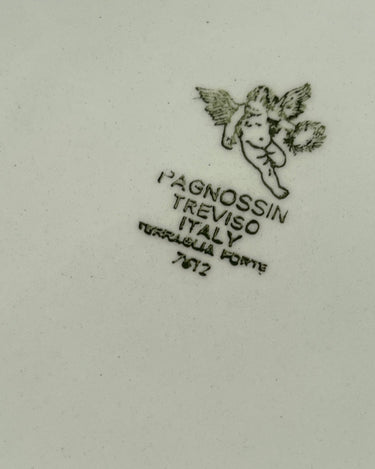 PAGNOSSIN
TREVISO
ITALY
TERRAGLIA FORTE
7612